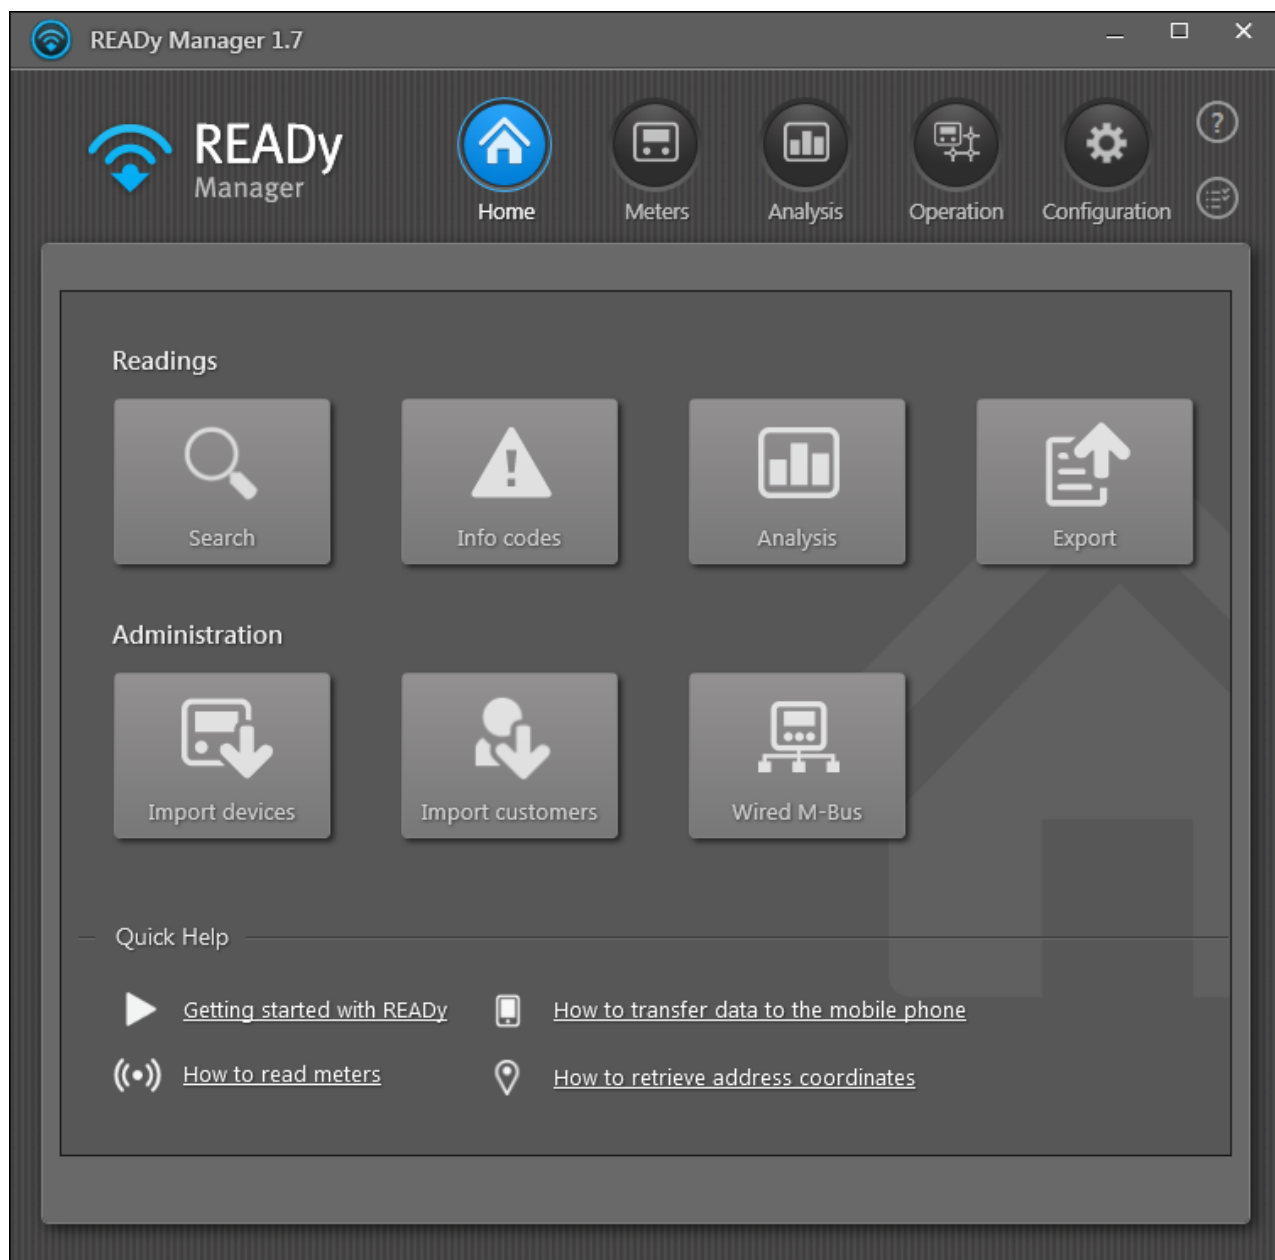 READy Manager 1.7
READy
Manager
Home
Meters
Analysis
Operation
Configuration
?
Readings
Search
Info codes
Analysis
Export
Administration
Import devices
Import customers
Wired M-Bus
Quick Help
Getting started with READy
How to transfer data to the mobile phone
How to read meters
How to retrieve address coordinates